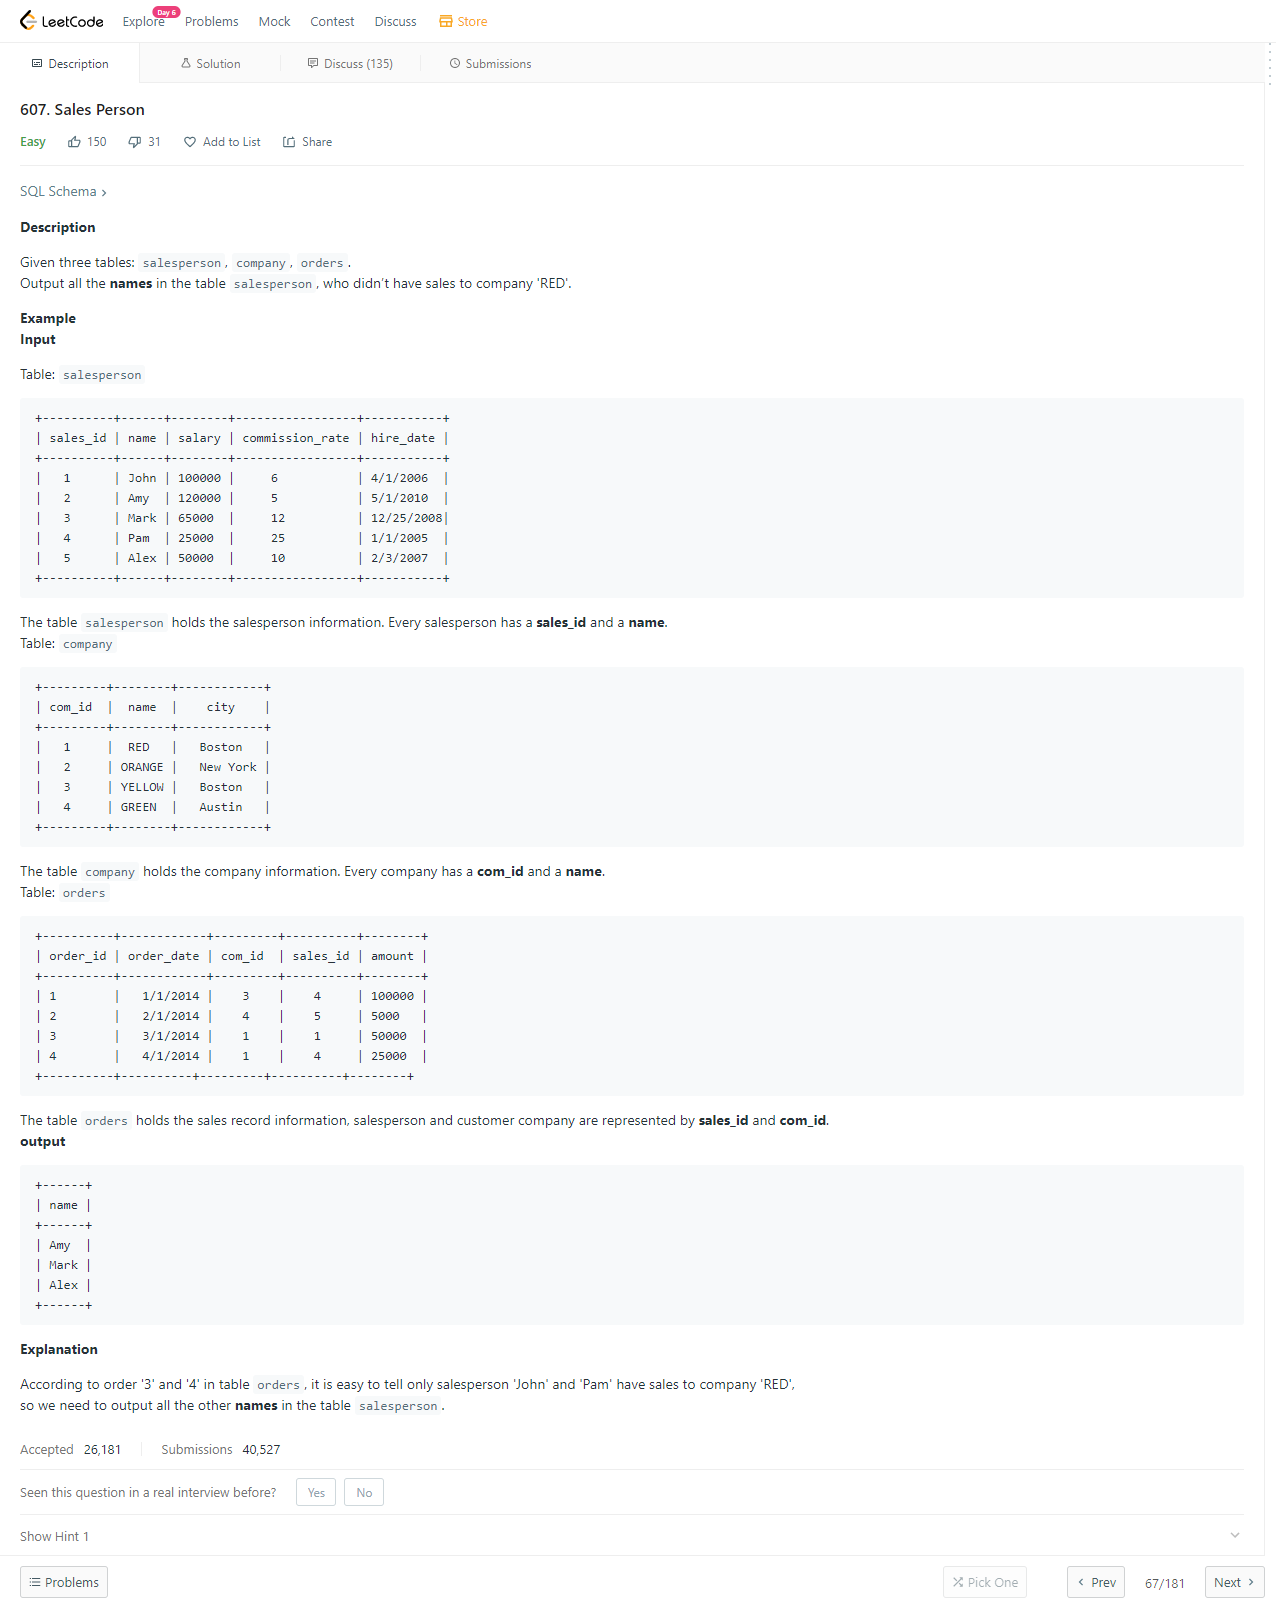 LeetCode Explore Day 6 Problems Mock Contest Discuss Store
Description Solution Discuss (135) Submissions
607. Sales Person
Easy 150 31 Add to List Share
SQL Schema >
Description
Given three tables: salesperson, company, orders.
Output all the names in the table salesperson, who didn't have sales to company 'RED'.
Example
Input
Table: salesperson
+----------+------+--------+-----------------+-----------+
| sales_id | name | salary | commission_rate | hire_date |
+----------+------+--------+-----------------+-----------+
|   1      | John | 100000 |     6           | 4/1/2006  |
|   2      | Amy  | 120000 |     5           | 5/1/2010  |
|   3      | Mark | 65000  |     12          | 12/25/2008|
|   4      | Pam  | 25000  |     25          | 1/1/2005  |
|   5      | Alex | 50000  |     10          | 2/3/2007  |
+----------+------+--------+-----------------+-----------+
The table salesperson holds the salesperson information. Every salesperson has a sales_id and a name.
Table: company
+---------+--------+------------+
| com_id  |  name  |    city    |
+---------+--------+------------+
|   1     |  RED   |   Boston   |
|   2     | ORANGE |   New York |
|   3     | YELLOW |   Boston   |
|   4     | GREEN  |   Austin   |
+---------+--------+------------+
The table company holds the company information. Every company has a com_id and a name.
Table: orders
+----------+------------+---------+----------+--------+
| order_id | order_date | com_id  | sales_id | amount |
+----------+------------+---------+----------+--------+
| 1        |   1/1/2014 |    3    |    4     | 100000 |
| 2        |   2/1/2014 |    4    |    5     | 5000   |
| 3        |   3/1/2014 |    1    |    1     | 50000  |
| 4        |   4/1/2014 |    1    |    4     | 25000  |
+----------+----------+---------+----------+--------+
The table orders holds the sales record information, salesperson and customer company are represented by sales_id and com_id.
output
+------+
| name |
+------+
| Amy  |
| Mark |
| Alex |
+------+
Explanation
According to order '3' and '4' in table orders, it is easy to tell only salesperson 'John' and 'Pam' have sales to company 'RED',
so we need to output all the other names in the table salesperson.
Accepted 26,181 Submissions 40,527
Seen this question in a real interview before? Yes No
Show Hint 1
Problems Pick One < Prev 67/181 Next >